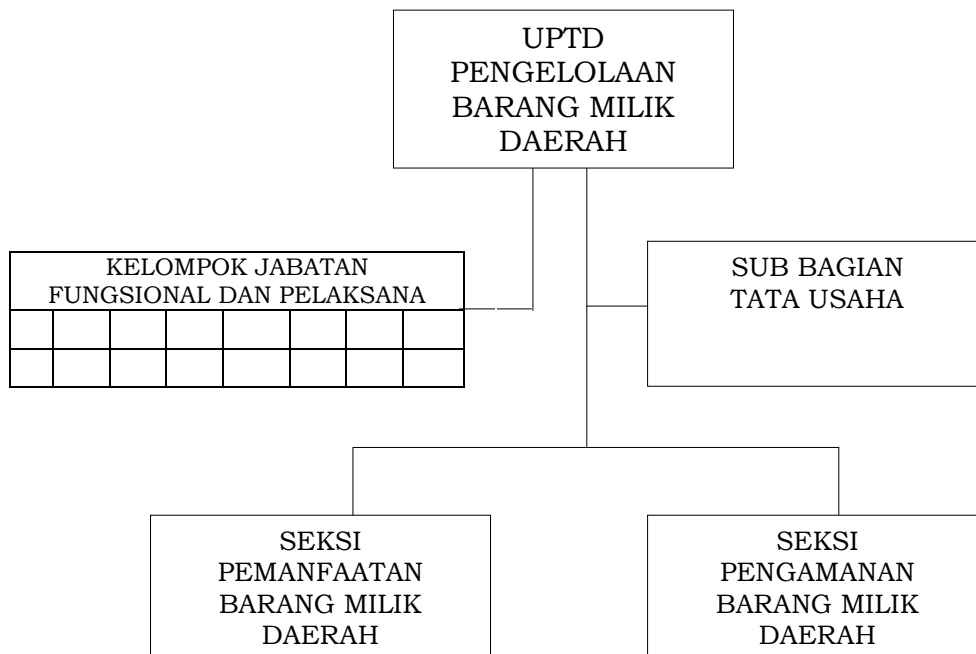 UPTD
PENGELOLAAN
BARANG MILIK
DAERAH
KELOMPOK JABATAN
FUNGSIONAL DAN PELAKSANA
SUB BAGIAN
TATA USAHA
SEKSI
PEMANFAATAN
BARANG MILIK
DAERAH
SEKSI
PENGAMANAN
BARANG MILIK
DAERAH